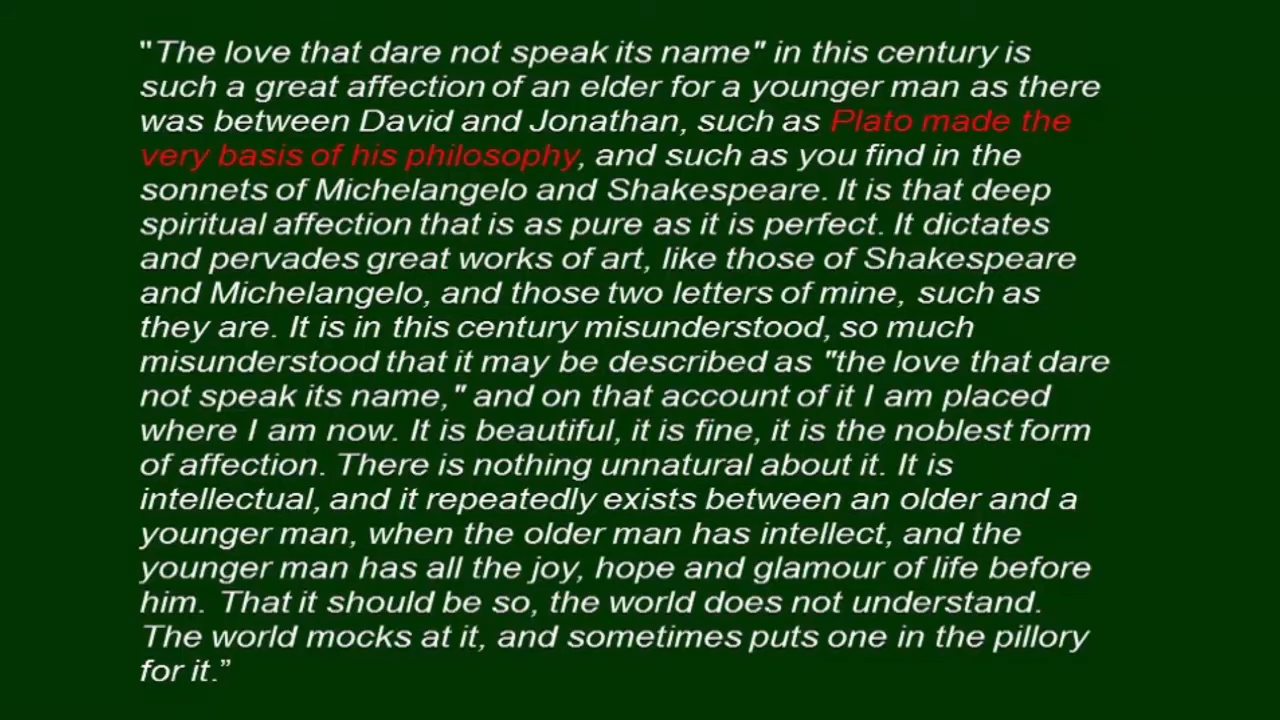 "The love that dare not speak its name" in this century is
such a great affection of an elder for a younger man as there
was between David and Jonathan, such as Plato made the
very basis of his philosophy, and such as you find in the
sonnets of Michelangelo and Shakespeare. It is that deep
spiritual affection that is as pure as it is perfect. It dictates
and pervades great works of art, like those of Shakespeare
and Michelangelo, and those two letters of mine, such as
they are. It is in this century misunderstood, so much
misunderstood that it may be described as "the love that dare
not speak its name," and on that account of it I am placed
where I am now. It is beautiful, it is fine, it is the noblest form
of affection. There is nothing unnatural about it. It is
intellectual, and it repeatedly exists between an older and a
younger man, when the older man has intellect, and the
younger man has all the joy, hope and glamour of life before
him. That it should be so, the world does not understand.
The world mocks at it, and sometimes puts one in the pillory
for it.”